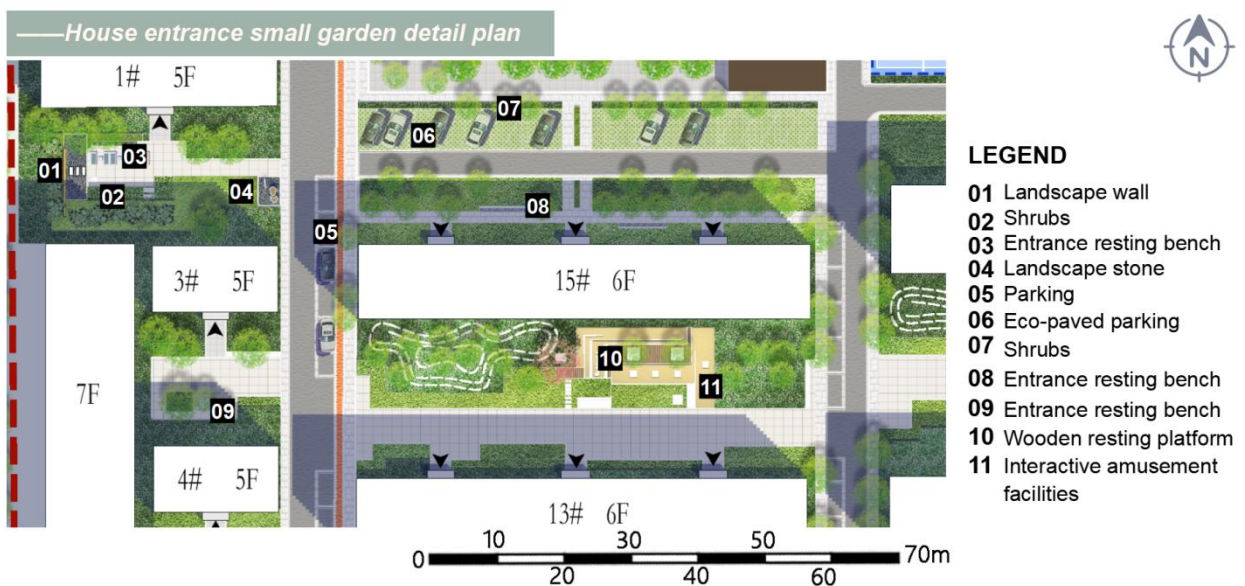 ——House entrance small garden detail plan
N
1# 5F
07
06
03
01
02
04
08
05
3# 5F
15# 6F
10
11
7F
09
4# 5F
13# 6F
LEGEND
01 Landscape wall
02 Shrubs
03 Entrance resting bench
04 Landscape stone
05 Parking
06 Eco-paved parking
07 Shrubs
08 Entrance resting bench
09 Entrance resting bench
10 Wooden resting platform
11 Interactive amusement
facilities
10 30 50
0 70m
20 40 60